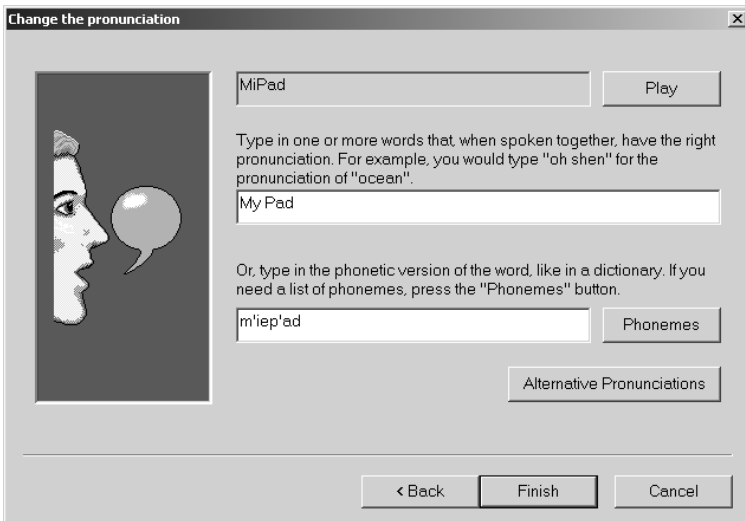 Change the pronunciation
MiPad
Play
Type in one or more words that, when spoken together, have the right
pronunciation. For example, you would type "oh shen" for the
pronunciation of "ocean".
My Pad
Or, type in the phonetic version of the word, like in a dictionary. If you
need a list of phonemes, press the "Phonemes" button.
m'iep'ad
Phonemes
Alternative Pronunciations
< Back
Finish
Cancel